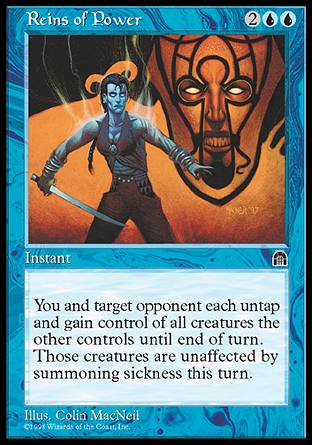 Reins of Power 2
Instant
You and target opponent each untap
and gain control of all creatures the
other controls until end of turn.
Those creatures are unaffected by
summoning sickness this turn.
Illus. Colin MacNeil
©1998 Wizards of the Coast, Inc.